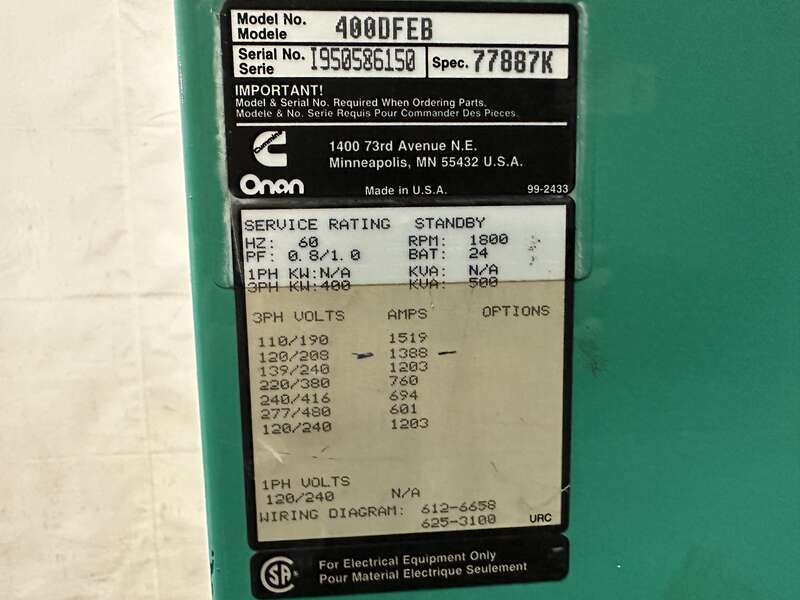 Model No. 400DFEB
Modele
Serial No. I950586150 Spec. 77887K
Serie
IMPORTANT!
Model & Serial No. Required When Ordering Parts.
Modele & No. Serie Requis Pour Commander Des Pieces.
Cummins
Onan
1400 73rd Avenue N.E.
Minneapolis, MN 55432 U.S.A.
Made in U.S.A. 99-2433
SERVICE RATING STANDBY
HZ: 60 RPM: 1800
PF: 0.8/1.0 BAT: 24
1PH KW:N/A KVA: N/A
3PH KW:400 KVA: 500
3PH VOLTS AMPS OPTIONS
110/190 1519
120/208 1388
139/240 1203
220/380 760
240/416 694
277/480 601
120/240 1203
1PH VOLTS
120/240 N/A
WIRING DIAGRAM: 612-6658
625-3100 URC
CSA
For Electrical Equipment Only
Pour Material Electrique Seulement